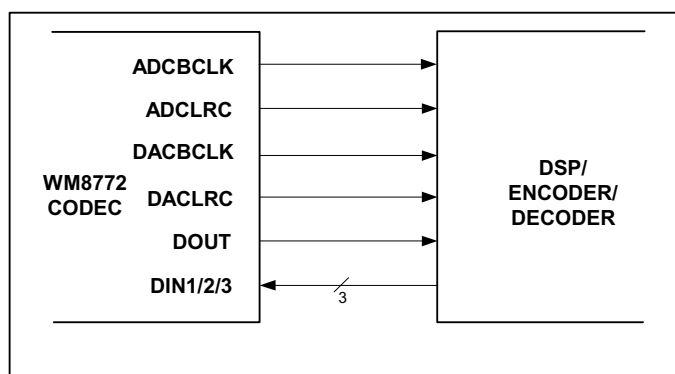 ADCBCLK
ADCLRC
DACBCLK
WM8772
CODEC
DACLRC
DOUT
DIN1/2/3
3
DSP/
ENCODER/
DECODER